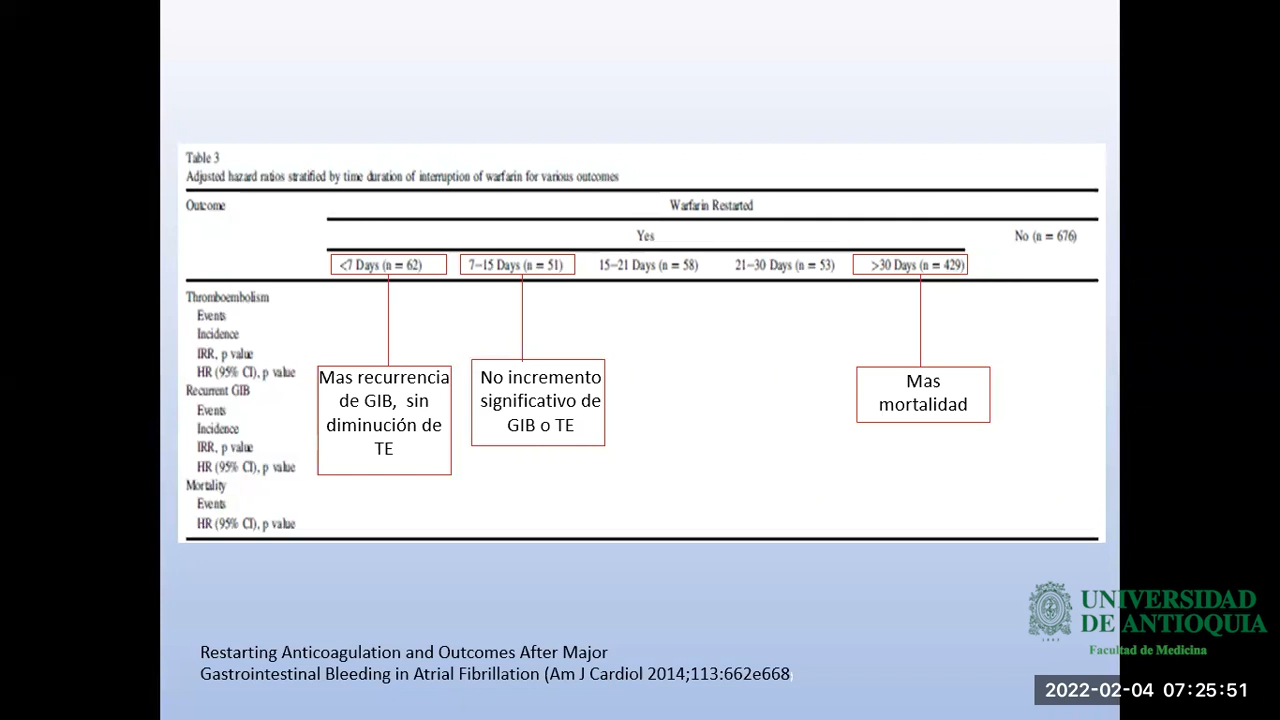 Table 3
Adjusted hazard ratios stratified by time duration of interruption of warfarin for various outcomes
Outcome
Warfarin Restarted
Yes
No (n = 676)
<7 Days (n = 62)
7–15 Days (n = 51)
15–21 Days (n = 58)
21–30 Days (n = 53)
>30 Days (n = 429)
Thromboembolism
Events
Incidence
IRR, p value
HR (95% CI), p value
Recurrent GIB
Events
Incidence
IRR, p value
HR (95% CI), p value
Mortality
Events
HR (95% CI), p value
Mas recurrencia
de GIB, sin
diminución de
TE
No incremento
significativo de
GIB o TE
Mas
mortalidad
Restarting Anticoagulation and Outcomes After Major
Gastrointestinal Bleeding in Atrial Fibrillation (Am J Cardiol 2014;113:662e668
UNIVERSIDAD
DE ANTIOQUIA
1803
Facultad de Medicina
2022-02-04 07:25:51